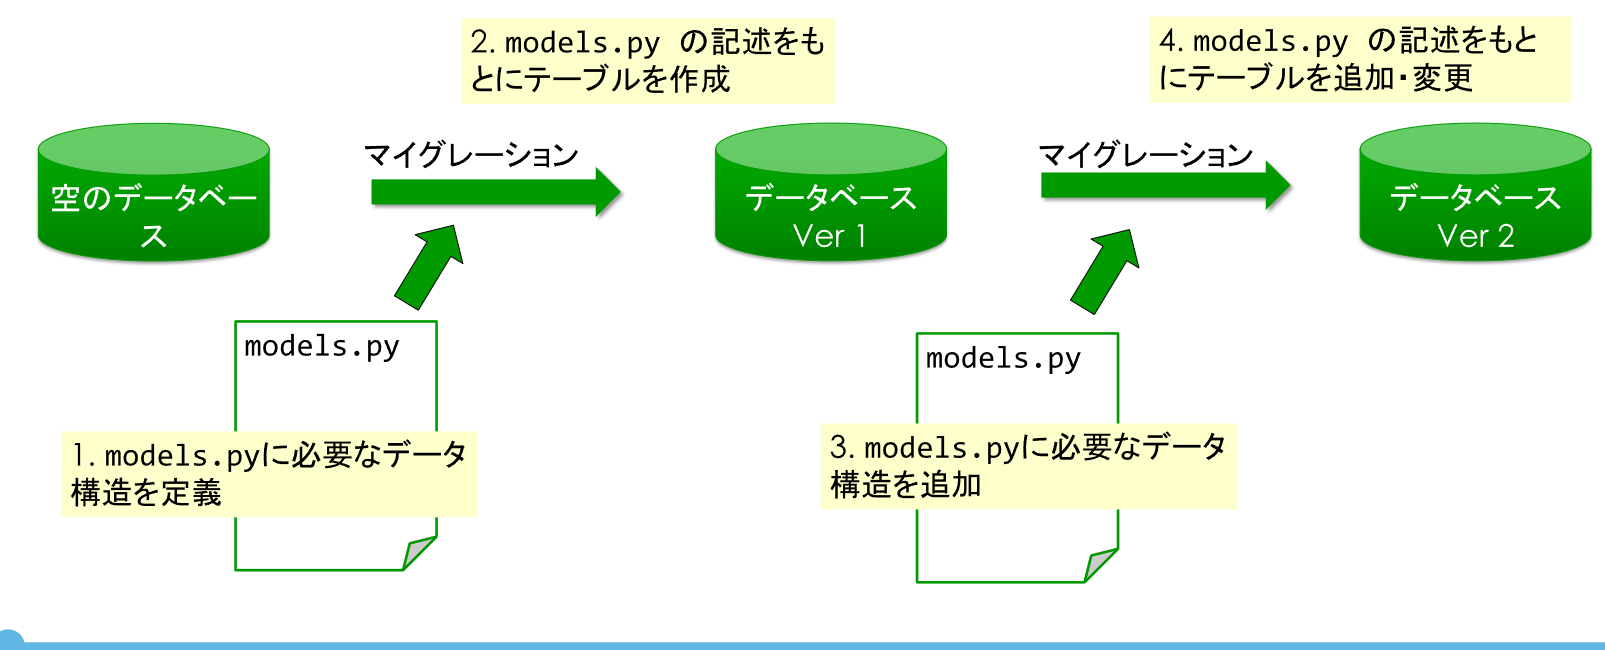 2. models.py の記述をも
とにテーブルを作成
4. models.py の記述をもと
にテーブルを追加・変更
マイグレーション
マイグレーション
空のデータベー
ス
データベース
Ver 1
データベース
Ver 2
models.py
1. models.pyに必要なデータ
構造を定義
models.py
3. models.pyに必要なデータ
構造を追加